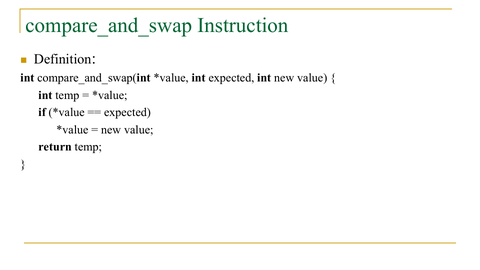 compare_and_swap Instruction
Definition:
int compare_and_swap(int *value, int expected, int new value) {
int temp = *value;
if (*value == expected)
*value = new value;
return temp;
}